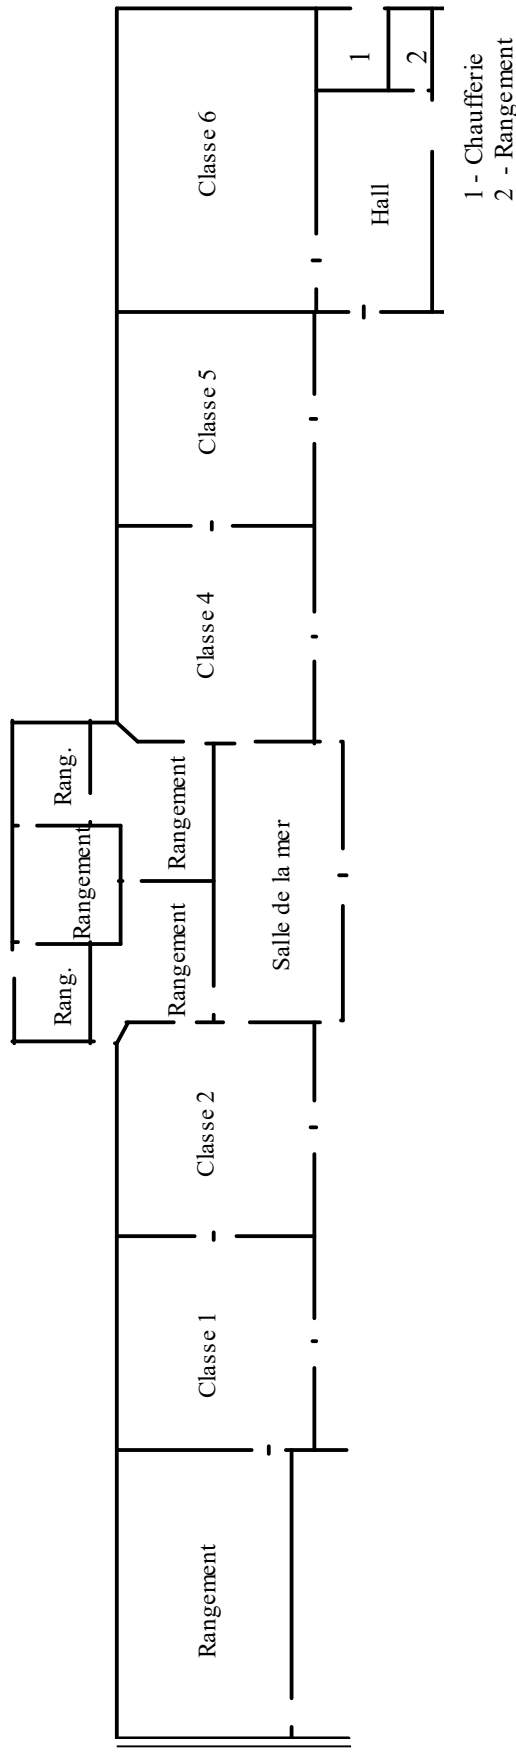 Rang.
Rangement
Rang.
Rangement
Classe 1
Classe 2
Rangement
Rangement
Classe 4
Classe 5
Classe 6
Salle de la mer
Hall
1
2
1 - Chaufferie
2 - Rangement